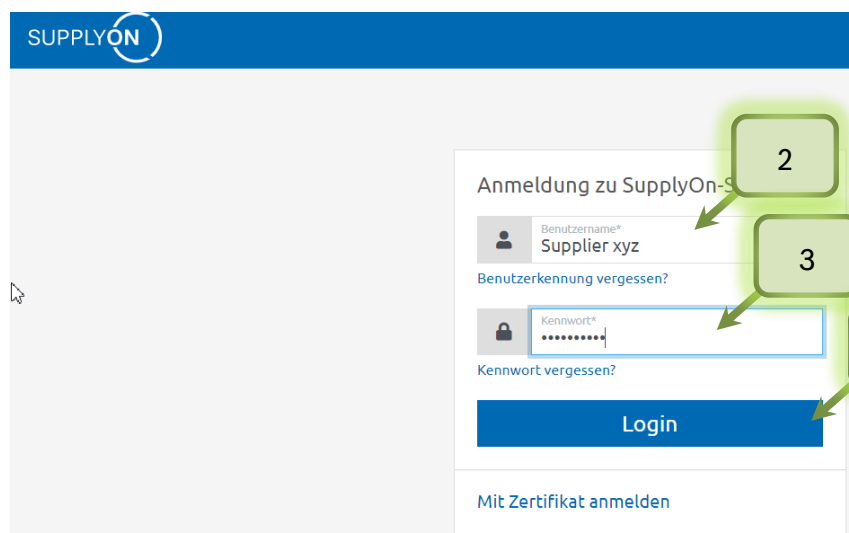 SUPPLYON
2
Anmeldung zu SupplyOn-S
Benutzername*
Supplier xyz
3
Benutzerkennung vergessen?
Kennwort*
••••••••••
Kennwort vergessen?
Login
Mit Zertifikat anmelden